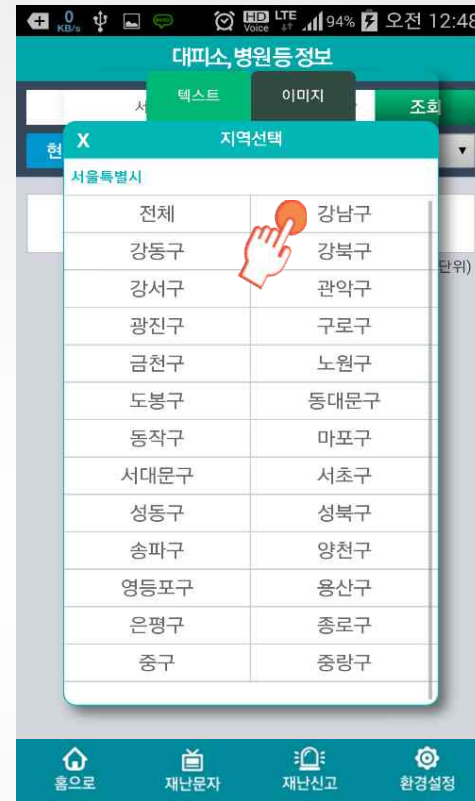 0 KB/s HD Voice LTE 94% 오전 12:48
대피소,병원등정보
텍스트 이미지
조회
현
X 지역선택
서울특별시
전체 강남구
강동구 강북구
단위)
강서구 관악구
광진구 구로구
금천구 노원구
도봉구 동대문구
동작구 마포구
서대문구 서초구
성동구 성북구
송파구 양천구
영등포구 용산구
은평구 종로구
중구 중랑구
홈으로 재난문자 재난신고 환경설정